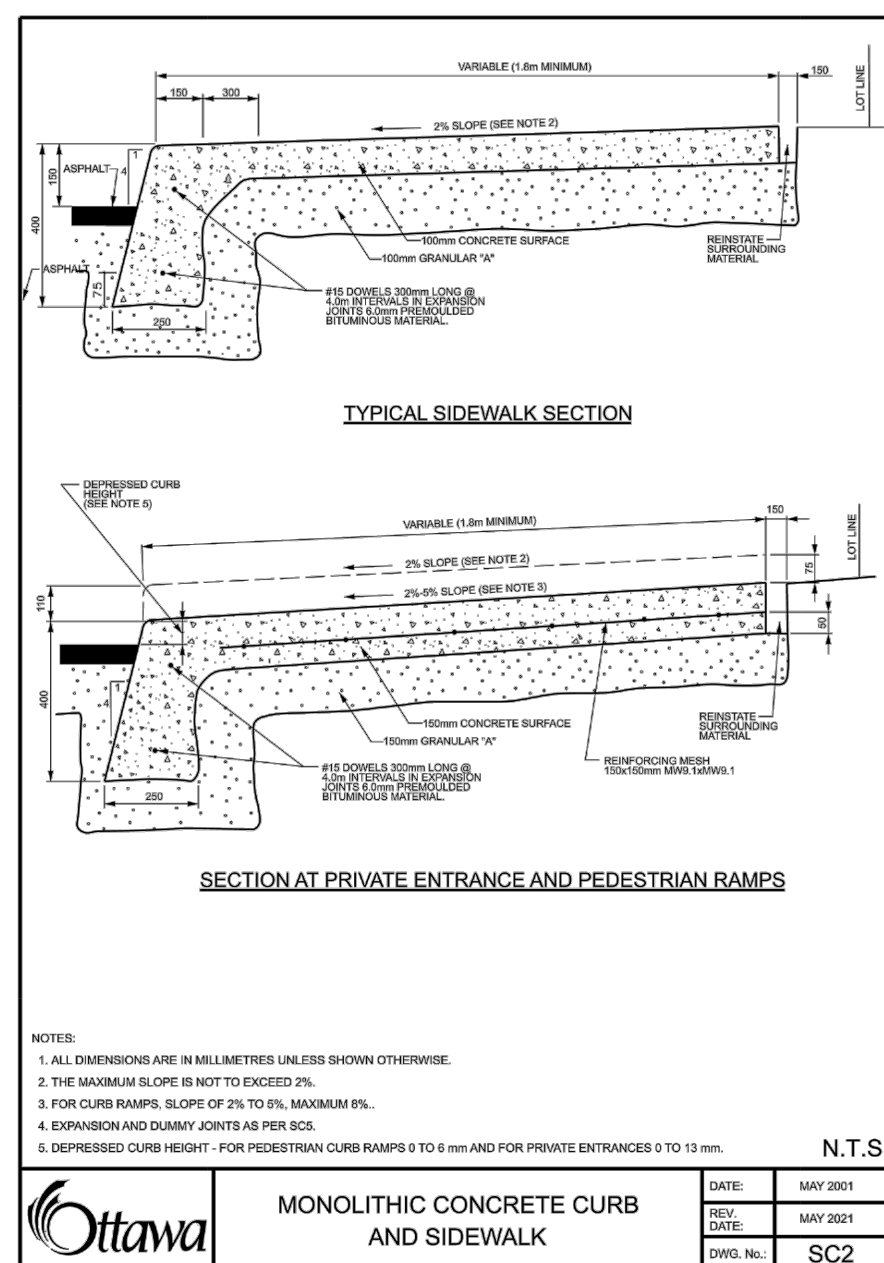 VARIABLE (1.8m MINIMUM)
150
LOT LINE
150
300
2% SLOPE (SEE NOTE 2)
1
4
ASPHALT
150
400
ASPHALT
75
250
100mm CONCRETE SURFACE
100mm GRANULAR "A"
REINSTATE
SURROUNDING
MATERIAL
#15 DOWELS 300mm LONG @
4.0m INTERVALS IN EXPANSION
JOINTS 6.0mm PREMOULDED
BITUMINOUS MATERIAL.
TYPICAL SIDEWALK SECTION
DEPRESSED CURB
HEIGHT
(SEE NOTE 5)
VARIABLE (1.8m MINIMUM)
150
LOT LINE
2% SLOPE (SEE NOTE 2)
75
2%-5% SLOPE (SEE NOTE 3)
110
50
400
1
4
250
150mm CONCRETE SURFACE
150mm GRANULAR "A"
REINSTATE
SURROUNDING
MATERIAL
REINFORCING MESH
150x150mm MW9.1xMW9.1
#15 DOWELS 300mm LONG @
4.0m INTERVALS IN EXPANSION
JOINTS 6.0mm PREMOULDED
BITUMINOUS MATERIAL.
SECTION AT PRIVATE ENTRANCE AND PEDESTRIAN RAMPS
NOTES:
1. ALL DIMENSIONS ARE IN MILLIMETRES UNLESS SHOWN OTHERWISE.
2. THE MAXIMUM SLOPE IS NOT TO EXCEED 2%.
3. FOR CURB RAMPS, SLOPE OF 2% TO 5%, MAXIMUM 8%..
4. EXPANSION AND DUMMY JOINTS AS PER SC5.
5. DEPRESSED CURB HEIGHT - FOR PEDESTRIAN CURB RAMPS 0 TO 6 mm AND FOR PRIVATE ENTRANCES 0 TO 13 mm.
N.T.S
Ottawa
MONOLITHIC CONCRETE CURB
AND SIDEWALK
DATE: MAY 2001
REV.
DATE: MAY 2021
DWG. No.: SC2